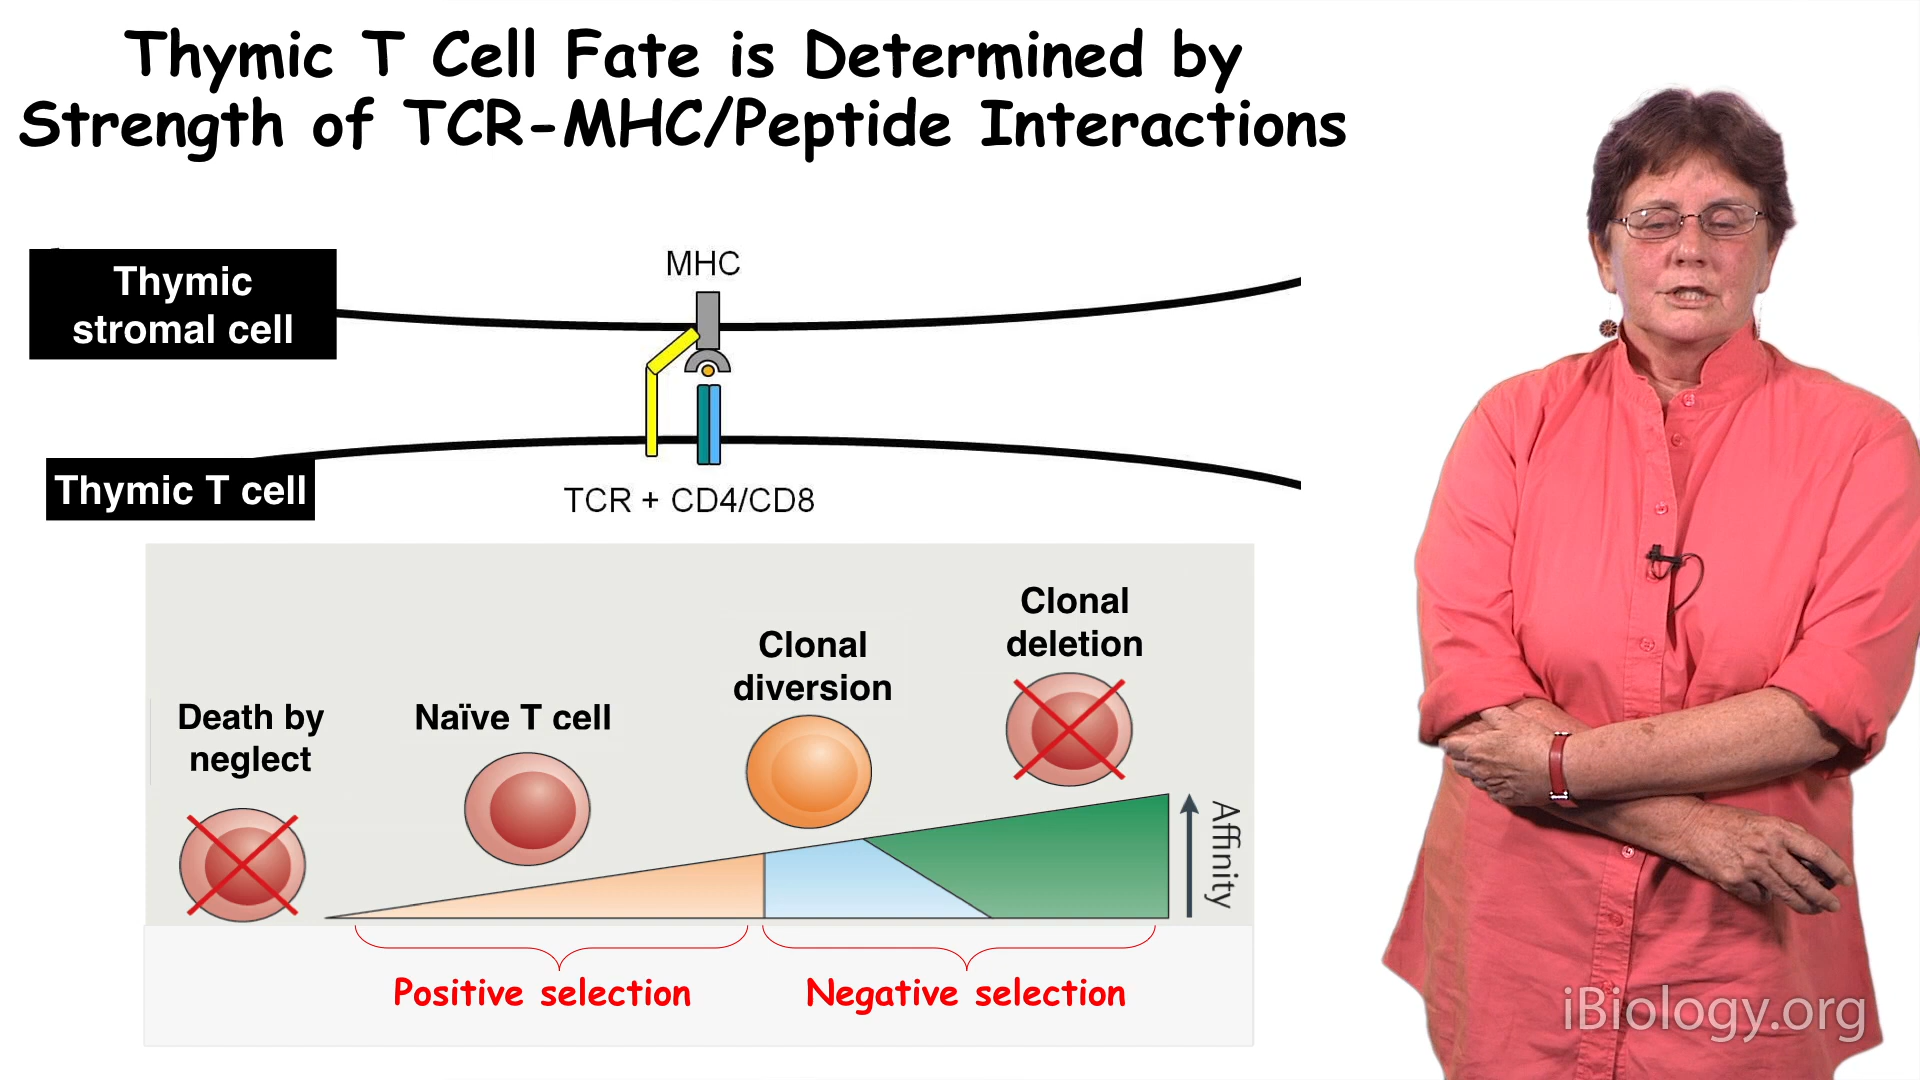 Thymic T Cell Fate is Determined by
Strength of TCR-MHC/Peptide Interactions
MHC
Thymic
stromal cell
Thymic T cell
TCR + CD4/CD8
Clonal
deletion
Clonal
diversion
Death by
neglect
Naïve T cell
Affinity
Positive selection
Negative selection
iBiology.org